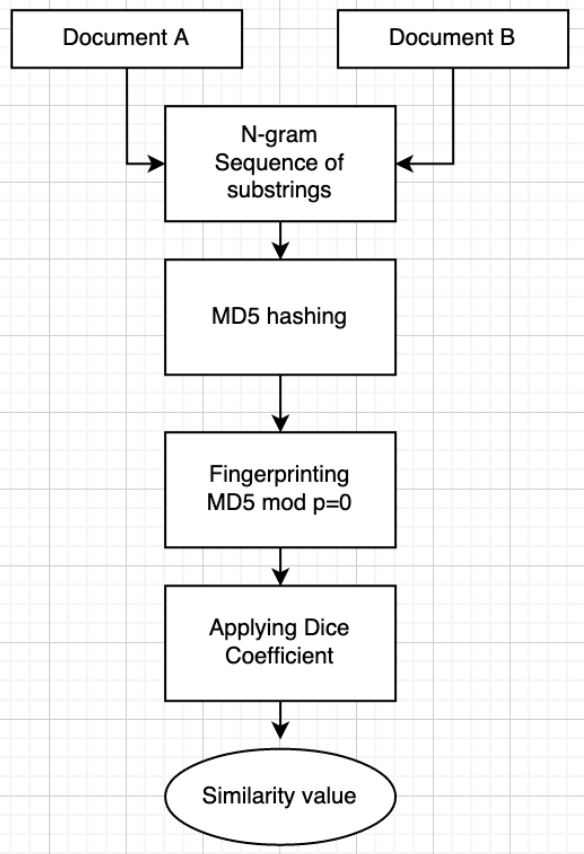 Document A
Document B
N-gram
Sequence of
substrings
MD5 hashing
Fingerprinting
MD5 mod p=0
Applying Dice
Coefficient
Similarity value